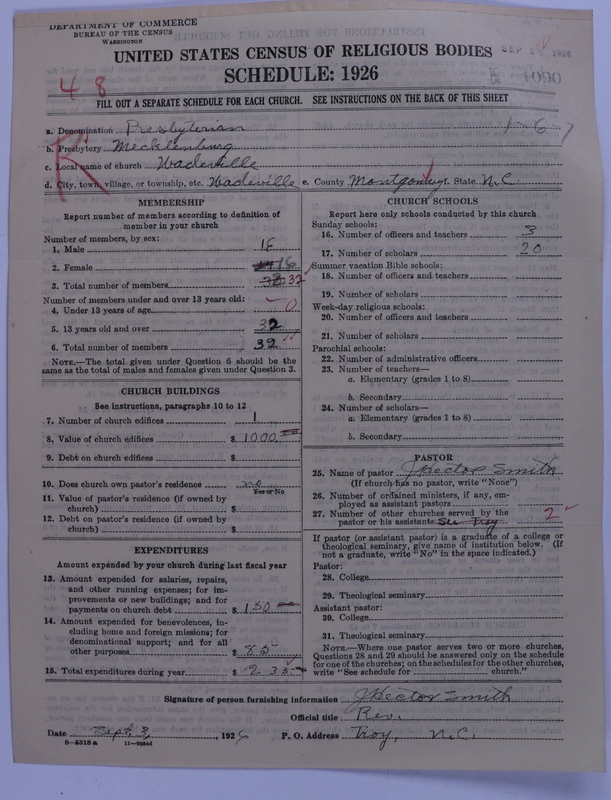 DEPARTMENT OF COMMERCE
BUREAU OF THE CENSUS
WASHINGTON
UNITED STATES CENSUS OF RELIGIOUS BODIES
SCHEDULE: 1926
SEP 1926
1090
48
FILL OUT A SEPARATE SCHEDULE FOR EACH CHURCH. SEE INSTRUCTIONS ON THE BACK OF THIS SHEET
a. Denomination Presbyterian 1-6-7
b. Presbytery Mecklenburg
c. Local name of church Wadeville
d. City, town, village, or township, etc. Wadeville e. County Montgomery f. State N.C
MEMBERSHIP
Report number of members according to definition of
member in your church
Number of members, by sex:
1. Male 16
2. Female 16
3. Total number of members 32
Number of members under and over 13 years old:
4. Under 13 years of age 0
5. 13 years old and over 32
6. Total number of members 32
NOTE.—The total given under Question 6 should be the
same as the total of males and females given under Question 3.
CHURCH BUILDINGS
See instructions, paragraphs 10 to 12
7. Number of church edifices 1
8. Value of church edifices $ 1000.00
9. Debt on church edifices $
10. Does church own pastor's residence no
Yes or No
11. Value of pastor's residence (if owned by
church) $
12. Debt on pastor's residence (if owned by
church) $
EXPENDITURES
Amount expended by your church during last fiscal year
13. Amount expended for salaries, repairs,
and other running expenses; for im-
provements or new buildings; and for
payments on church debt $ 150.00
14. Amount expended for benevolences, in-
cluding home and foreign missions; for
denominational support; and for all
other purposes $ 85
15. Total expenditures during year $ 235
CHURCH SCHOOLS
Report here only schools conducted by this church
Sunday schools:
16. Number of officers and teachers 3
17. Number of scholars 20
Summer vacation Bible schools:
18. Number of officers and teachers
19. Number of scholars
Week-day religious schools:
20. Number of officers and teachers
21. Number of scholars
Parochial schools:
22. Number of administrative officers
23. Number of teachers—
a. Elementary (grades 1 to 8)
b. Secondary
24. Number of scholars—
a. Elementary (grades 1 to 8)
b. Secondary
PASTOR
25. Name of pastor J Hector Smith
(If church has no pastor, write "None")
26. Number of ordained ministers, if any, em-
ployed as assistant pastors
27. Number of other churches served by the
pastor or his assistants See Troy 2
If pastor (or assistant pastor) is a graduate of a college or
theological seminary, give name of institution below. (If
not a graduate, write "No" in the space indicated.)
Pastor:
28. College
29. Theological seminary
Assistant pastor:
30. College
31. Theological seminary
NOTE.—Where one pastor serves two or more churches,
Questions 28 and 29 should be answered only on the schedule
for one of the churches; on the schedules for the other churches,
write "See schedule for church."
Signature of person furnishing information J Hector Smith
Official title Rev.
Date Sept 3, 1926 P. O. Address Troy, N.C.
8—5318a